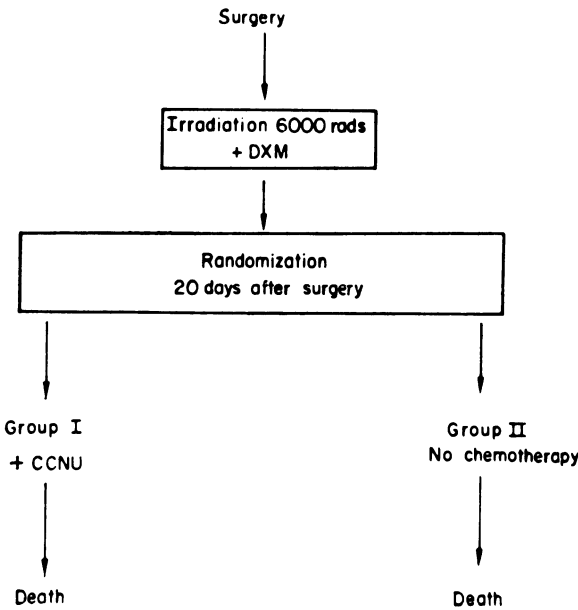 Surgery
Irradiation 6000 rads
+ DXM
Randomization
20 days after surgery
Group I
+ CCNU
Group II
No chemotherapy
Death
Death